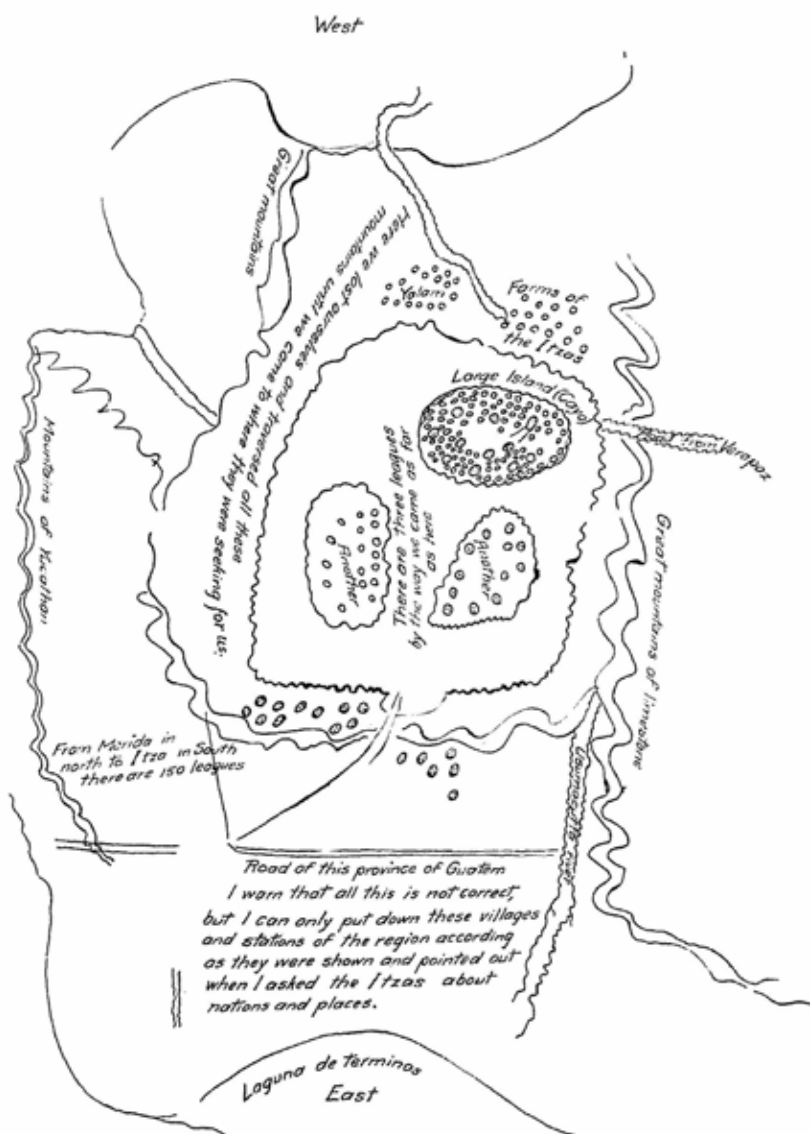 West
Great mountains
Here we lost ourselves and traversed all these
mountains until we came to where they were seeking for us.
Yalain
Farms of
the Itzas
Large Island (Cayo)
from Verapaz
There are three leagues
by the way we came as far
as here
Another
Another
Mountains of Yucathan
Great mountains of limestone
From Merida in
north to Itza in South
there are 150 leagues
river
Road of this province of Guatem
I warn that all this is not correct,
but I can only put down these villages
and stations of the region according
as they were shown and pointed out
when I asked the Itzas about
nations and places.
Laguna de Terminos
East